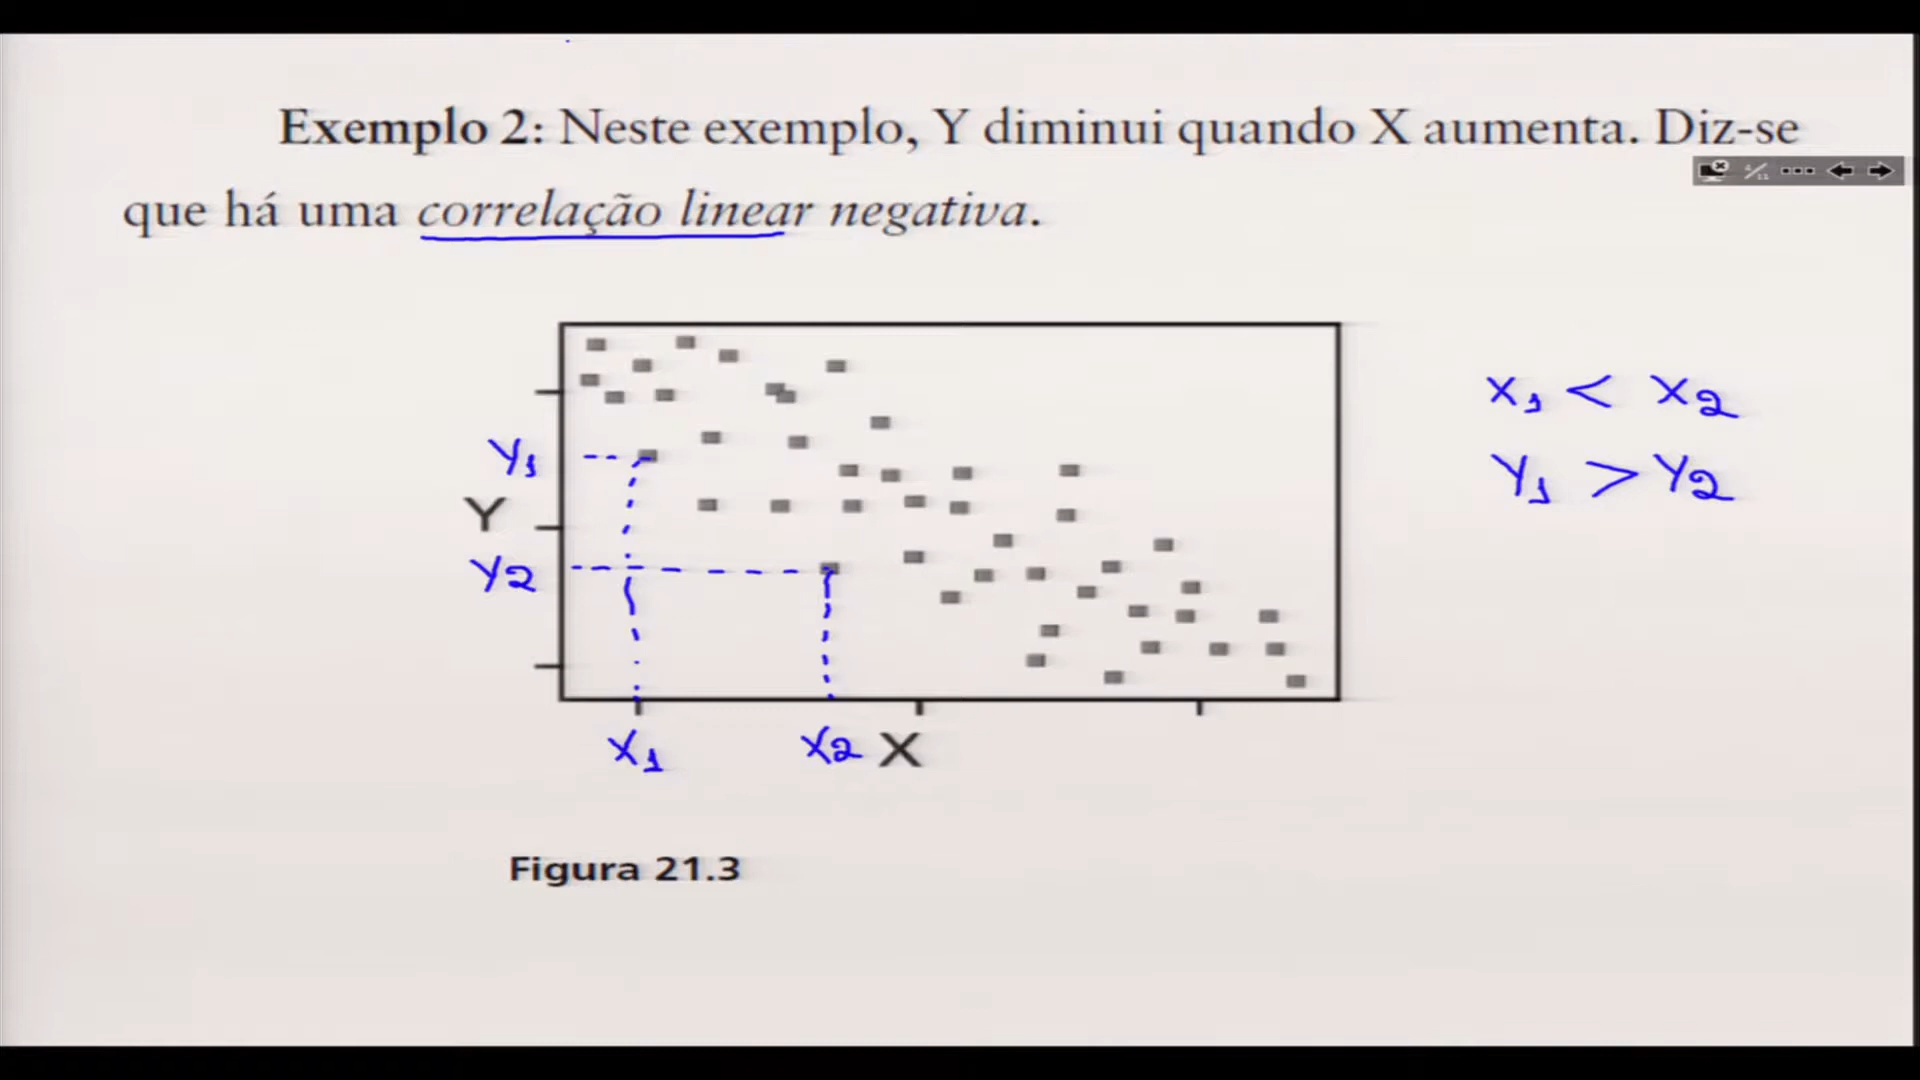 Exemplo 2: Neste exemplo, Y diminui quando X aumenta. Diz-se
que há uma correlação linear negativa.
X1 < X2
Y1
Y1 > Y2
Y
Y2
X1 X2 X
Figura 21.3